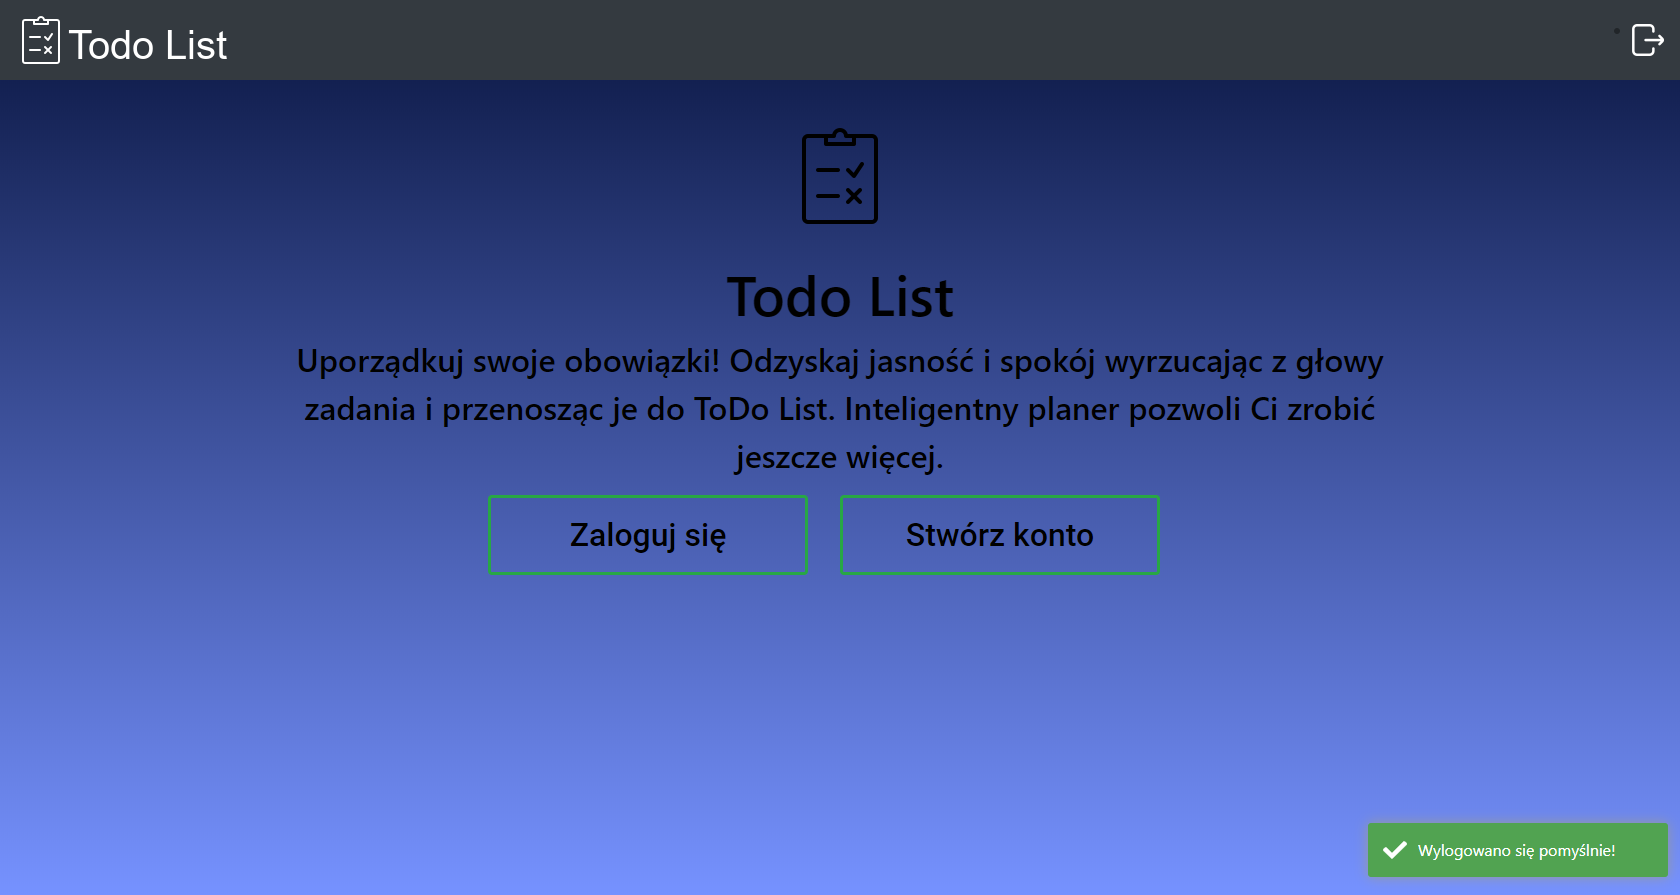 Todo List
Todo List
Uporządkuj swoje obowiązki! Odzyskaj jasność i spokój wyrzucając z głowy
zadania i przenosząc je do ToDo List. Inteligentny planer pozwoli Ci zrobić
jeszcze więcej.
Zaloguj się
Stwórz konto
Wylogowano się pomyślnie!